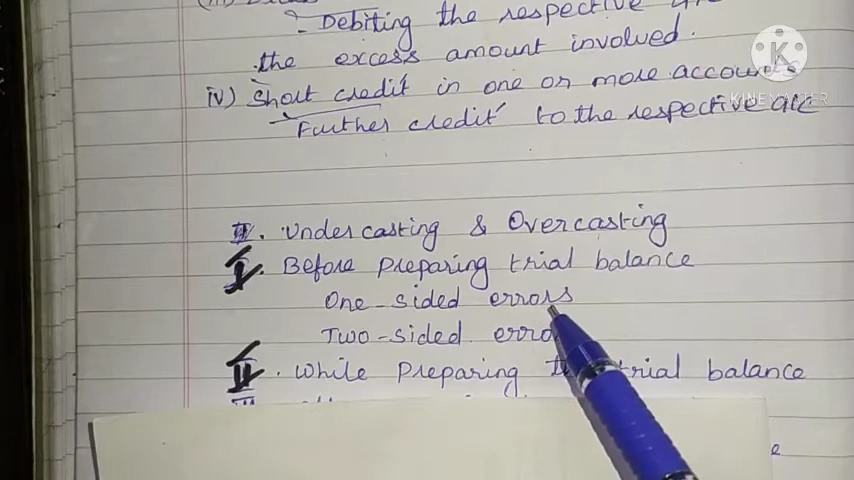 Debiting the respective
the excess amount involved.
K
KINEMASTER
iv) Short credit in one or more accounts
Further credit to the respective a/c
II. Undercasting & Overcasting
I. Before preparing trial balance
One-sided errors
Two-sided erro
II. While preparing trial balance
III